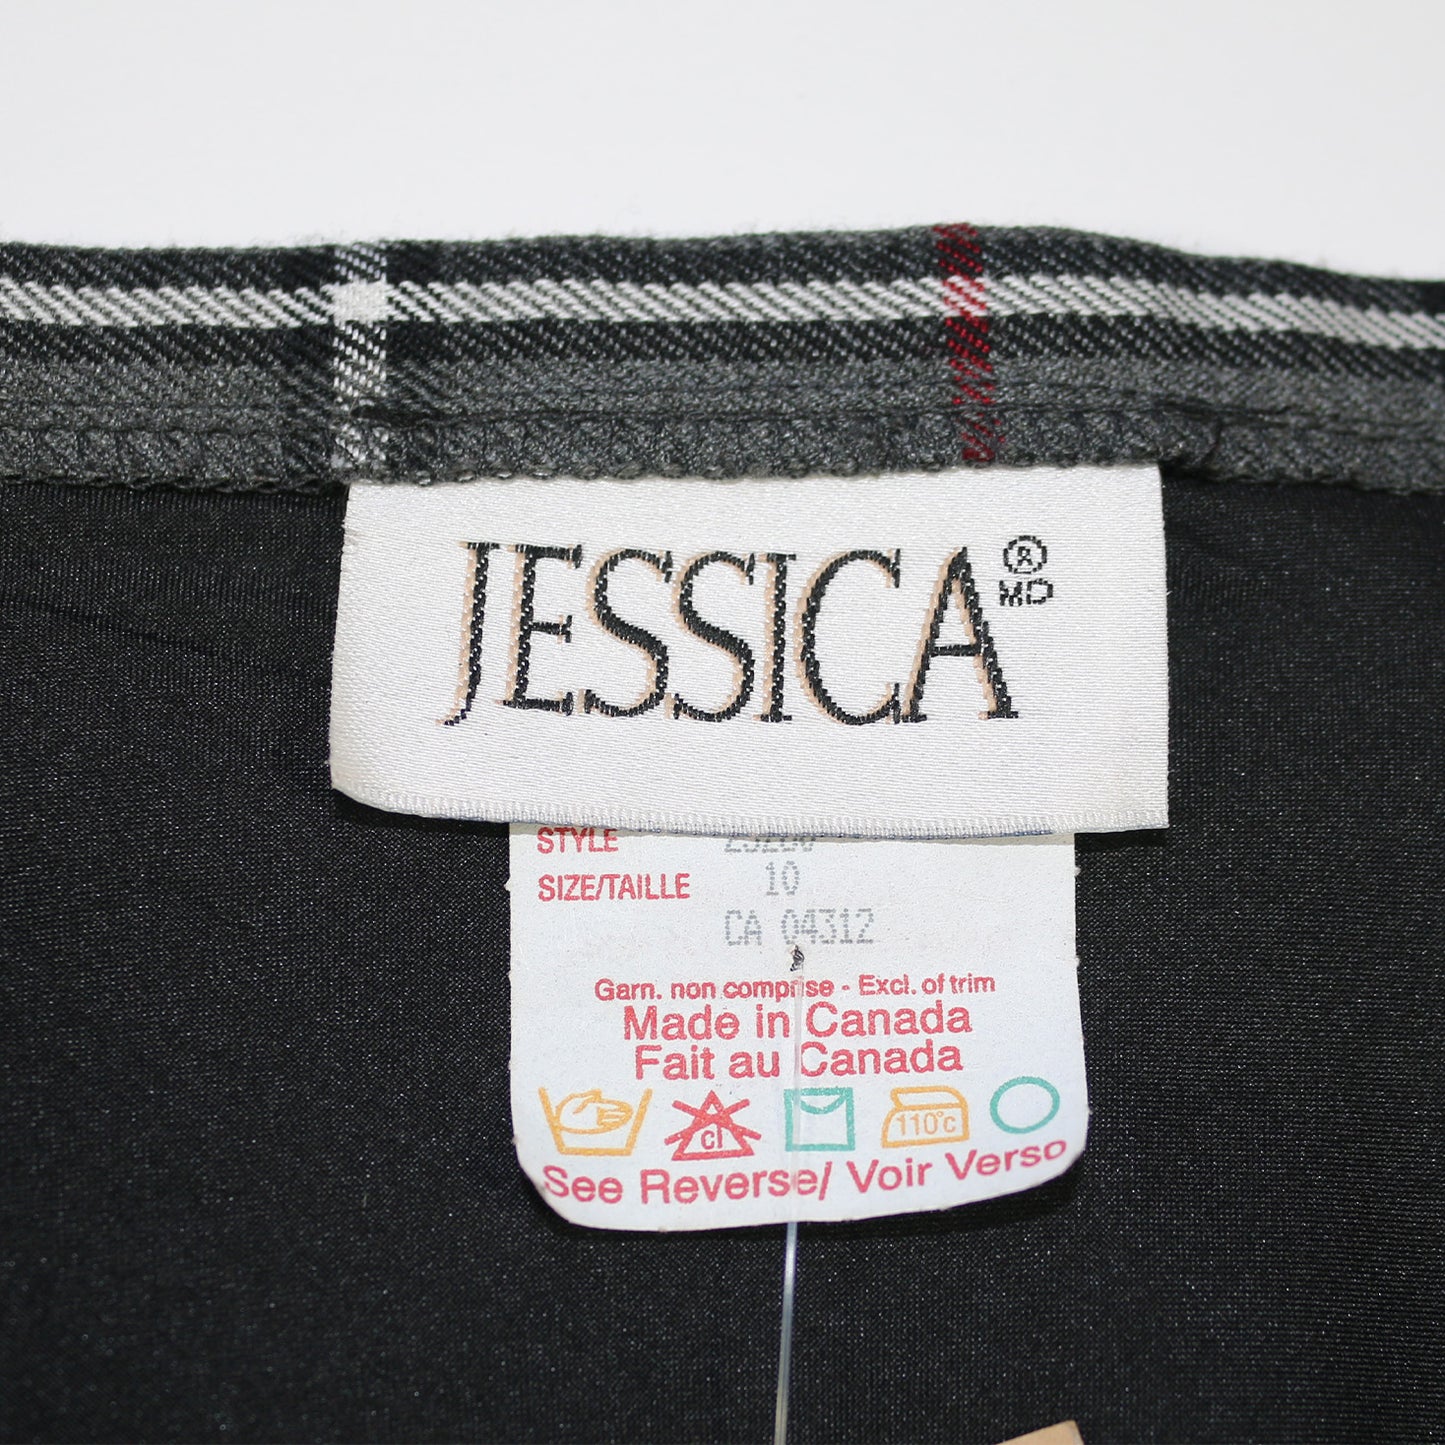 JESSICA ®
MD
STYLE
SIZE/TAILLE 10
CA 04312
Garn. non comprise - Excl. of trim
Made in Canada
Fait au Canada
cl 110°c
See Reverse/ Voir Verso